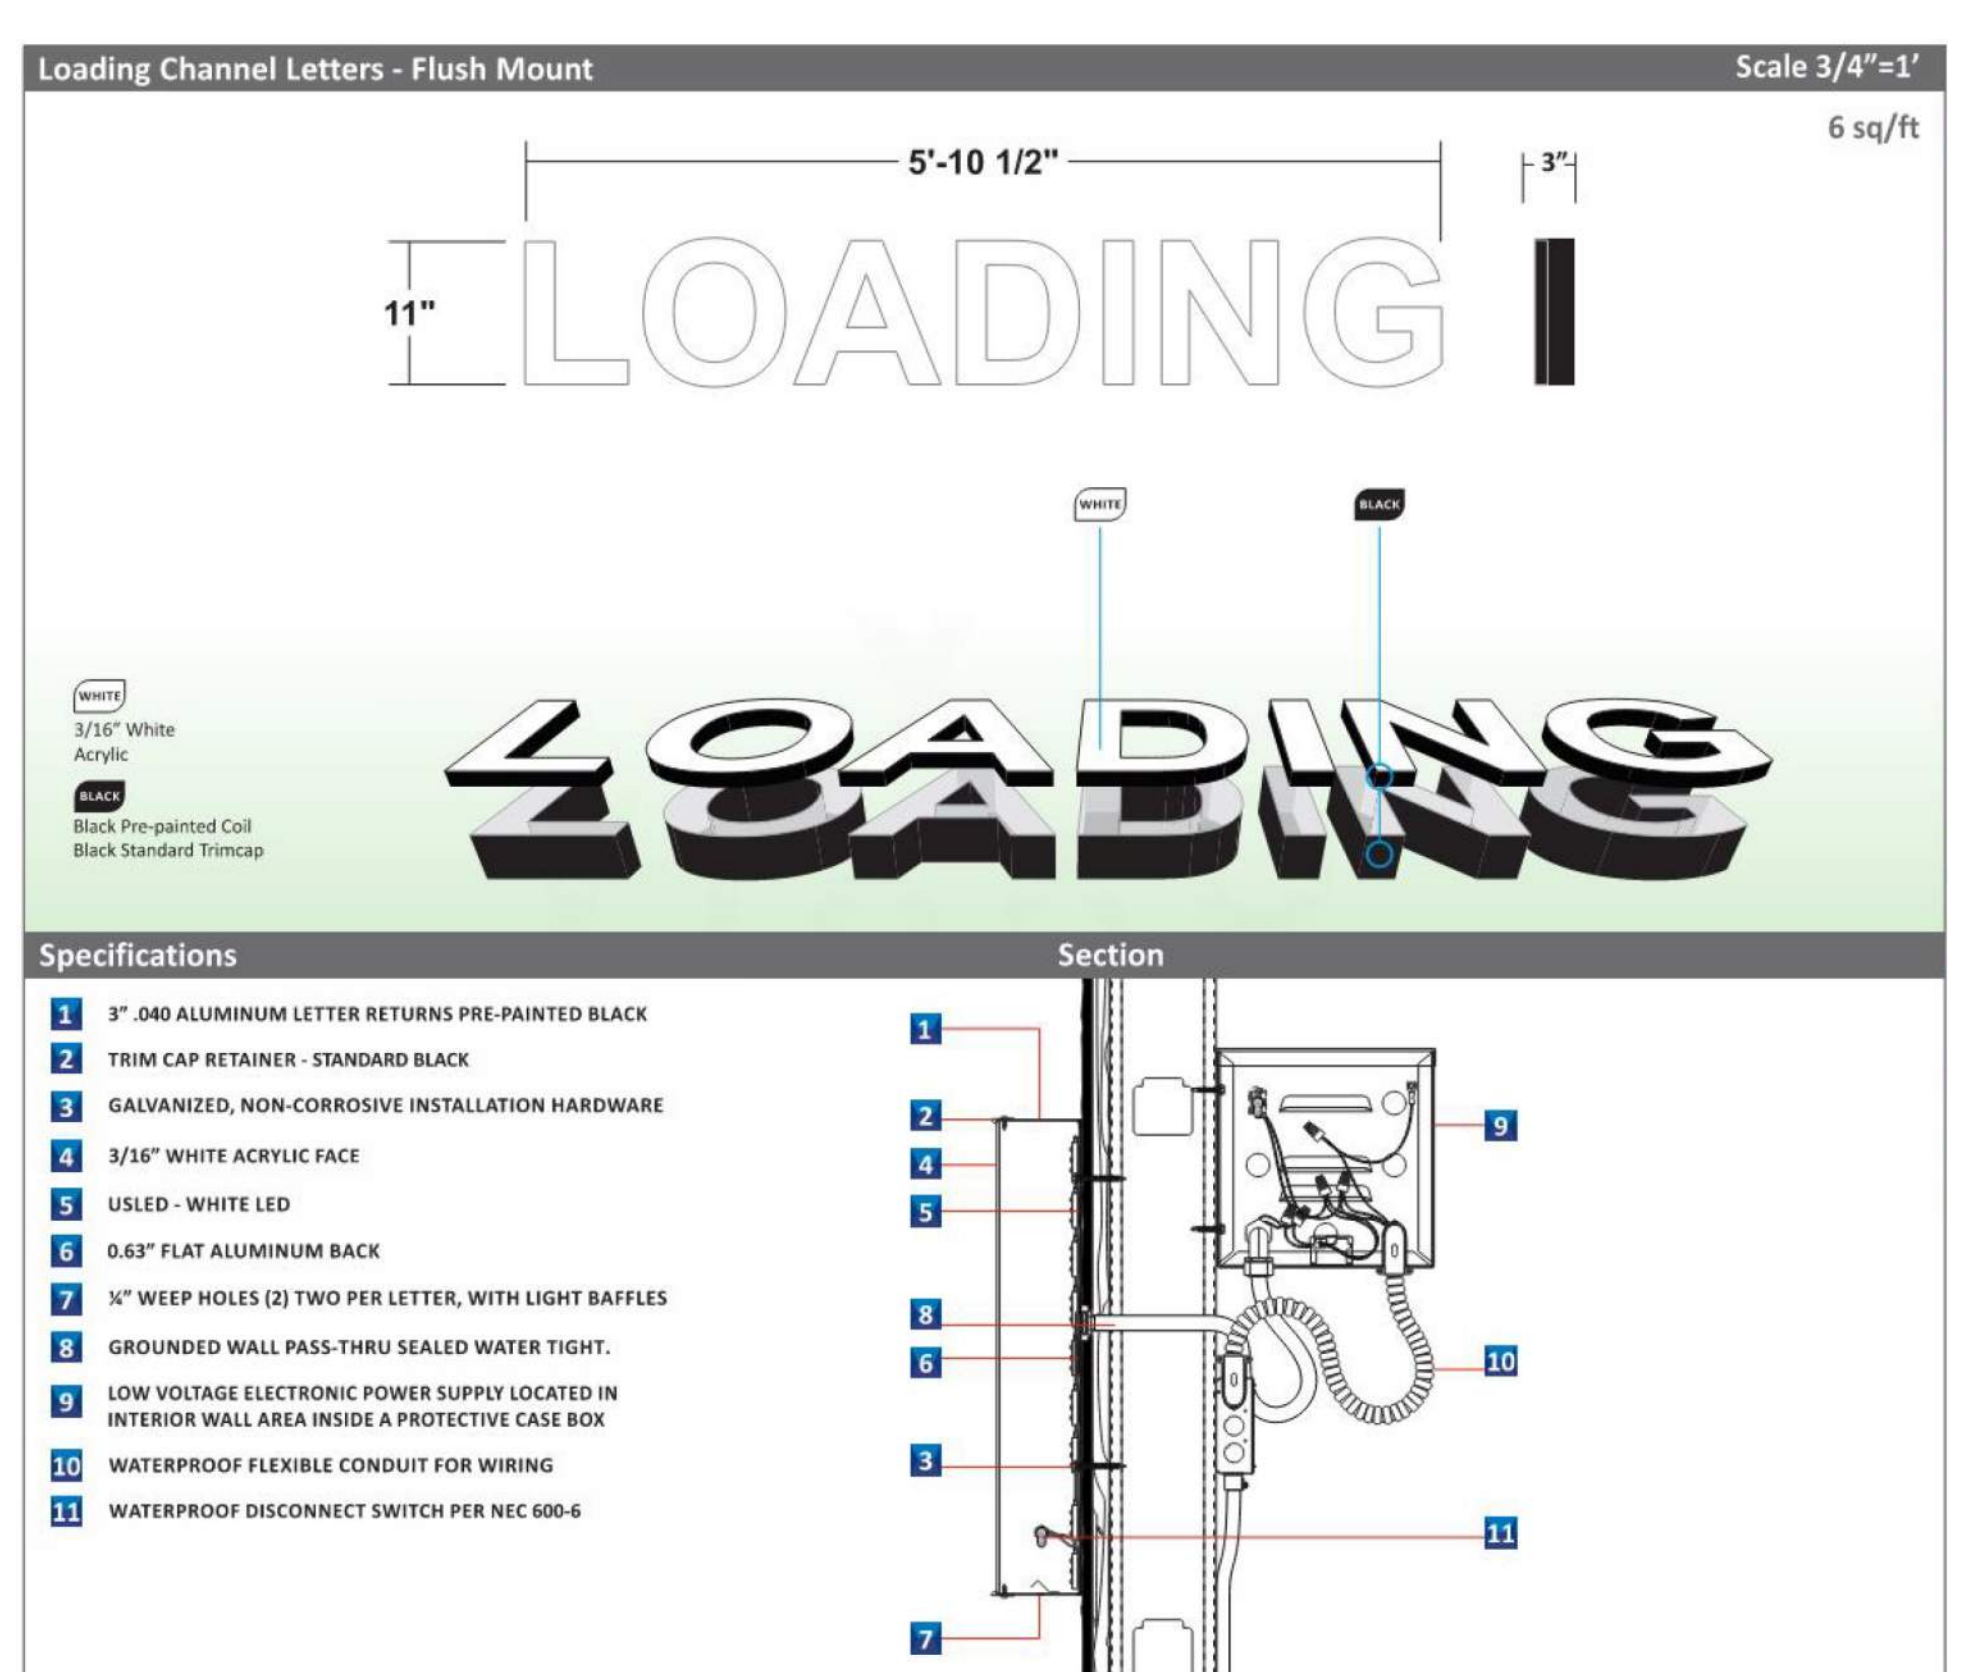 Loading Channel Letters - Flush Mount
Scale 3/4"=1'
6 sq/ft
5'-10 1/2"
3"
11"
LOADING
WHITE
BLACK
LOADING
LOADING
WHITE
3/16" White
Acrylic
BLACK
Black Pre-painted Coil
Black Standard Trimcap
Specifications
Section
1 3" .040 ALUMINUM LETTER RETURNS PRE-PAINTED BLACK
2 TRIM CAP RETAINER - STANDARD BLACK
3 GALVANIZED, NON-CORROSIVE INSTALLATION HARDWARE
4 3/16" WHITE ACRYLIC FACE
5 USLED - WHITE LED
6 0.63" FLAT ALUMINUM BACK
7 ¼" WEEP HOLES (2) TWO PER LETTER, WITH LIGHT BAFFLES
8 GROUNDED WALL PASS-THRU SEALED WATER TIGHT.
9 LOW VOLTAGE ELECTRONIC POWER SUPPLY LOCATED IN
INTERIOR WALL AREA INSIDE A PROTECTIVE CASE BOX
10 WATERPROOF FLEXIBLE CONDUIT FOR WIRING
11 WATERPROOF DISCONNECT SWITCH PER NEC 600-6
1
2
4
5
8
6
3
7
9
10
11